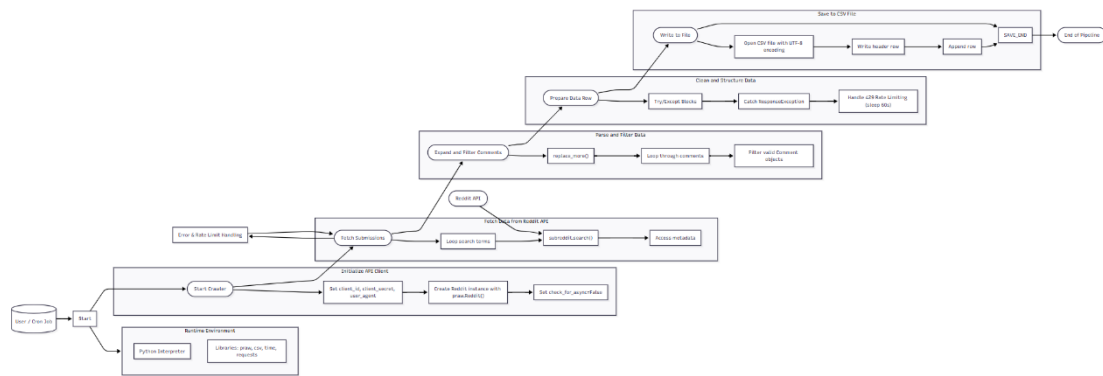 Save to CSV File
Write to File
Open CSV file with UTF-8
encoding
Write header row
Append row
SAVE_END
End of Pipeline
Clean and Structure Data
Prepare Data Row
Try/Except Blocks
Catch ResponseException
Handle 429 Rate Limiting
(sleep 60s)
Parse and Filter Data
Expand and Filter Comments
replace_more()
Loop through comments
Filter valid Comment
objects
Reddit API
Fetch Data from Reddit API
Error & Rate Limit Handling
Fetch Submissions
Loop search terms
subreddit.search()
Access metadata
Initialize API Client
Start Crawler
Set client_id, client_secret,
user_agent
Create Reddit instance with
praw.Reddit()
Set check_for_async=False
User / Cron Job
Start
Runtime Environment
Python Interpreter
Libraries: praw, csv, time,
requests